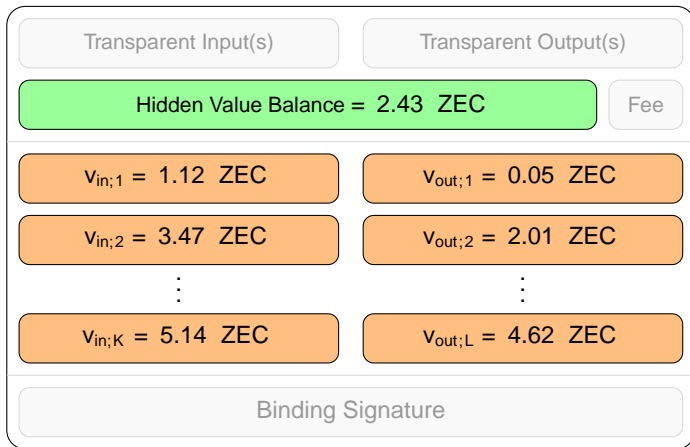 Transparent Input(s) Transparent Output(s)
Hidden Value Balance = 2.43 ZEC Fee
v_in;1 = 1.12 ZEC v_out;1 = 0.05 ZEC
v_in;2 = 3.47 ZEC v_out;2 = 2.01 ZEC
⋮ ⋮
v_in;K = 5.14 ZEC v_out;L = 4.62 ZEC
Binding Signature